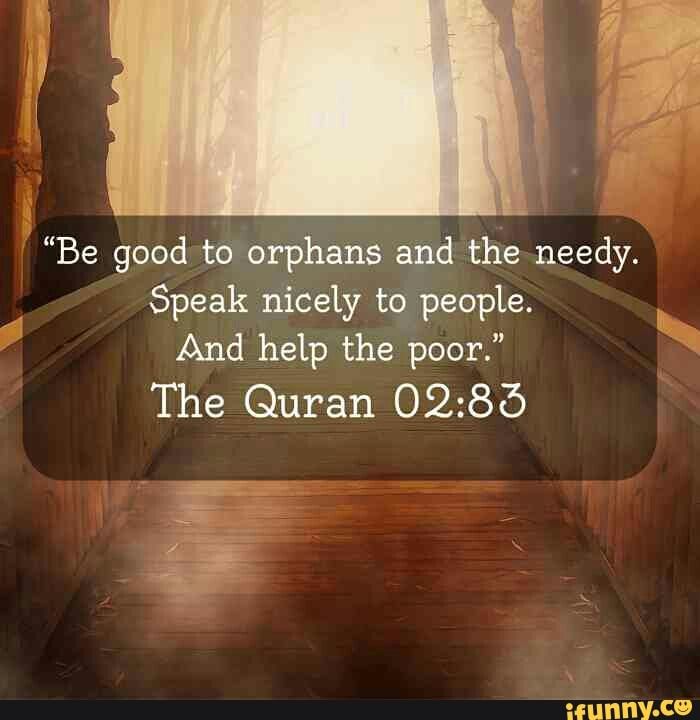 “Be good to orphans and the needy.
Speak nicely to people.
And help the poor.”
The Quran 02:83
ifunny.co